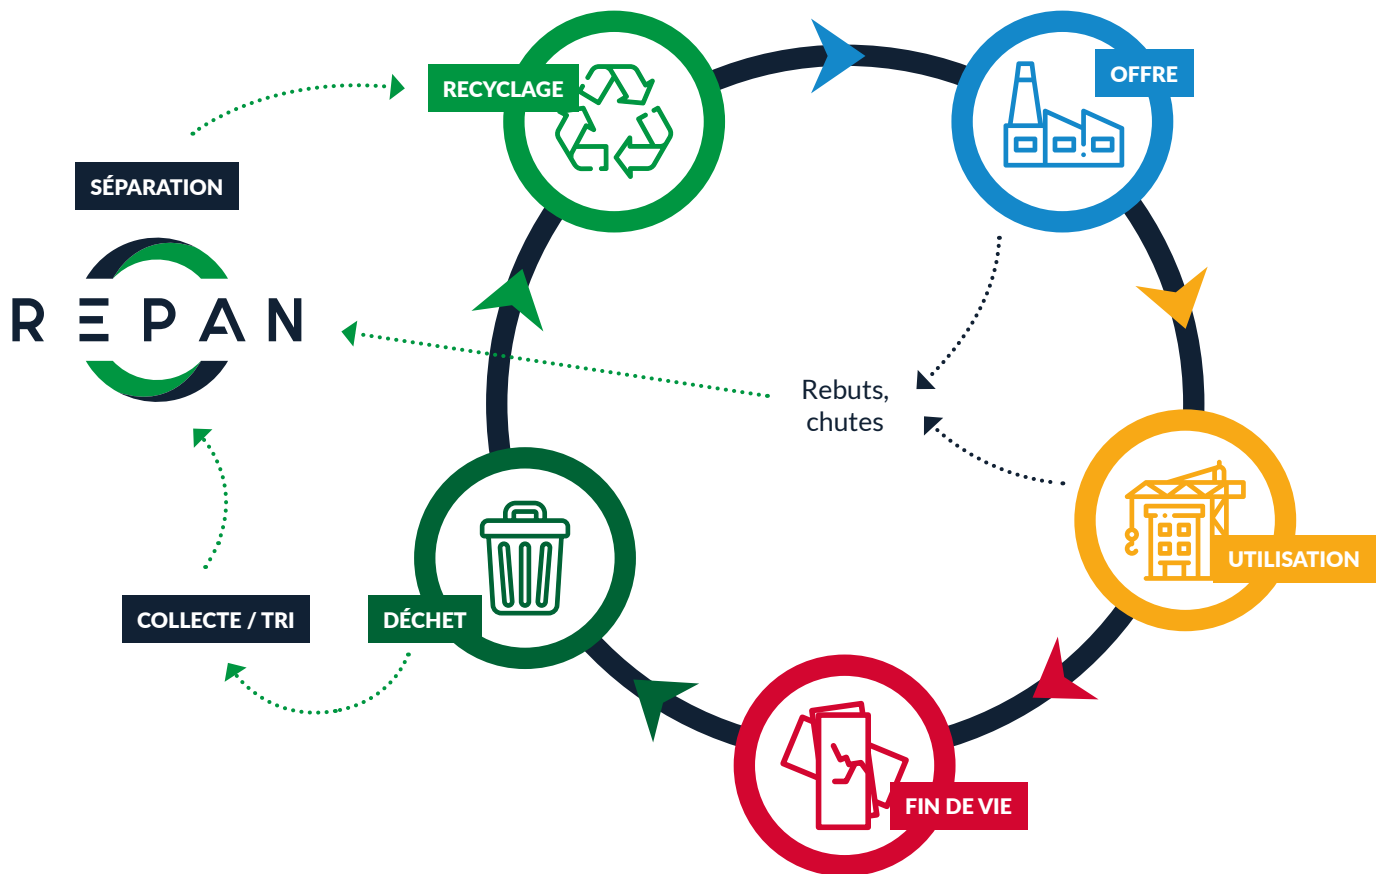 RECYCLAGE
OFFRE
SÉPARATION
REPAN
Rebuts,
chutes
UTILISATION
DÉCHET
COLLECTE / TRI
FIN DE VIE